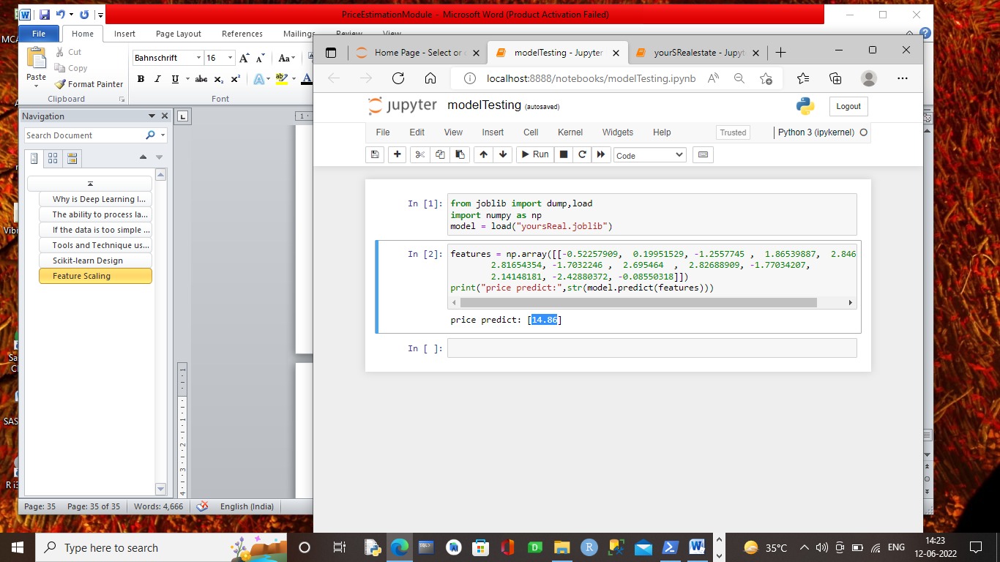 PriceEstimationModule - Microsoft Word (Product Activation Failed)
File Home Insert Page Layout References Mailings Review View
Paste
Cut
Copy
Format Painter
Clipboard
Bahnschrift 16
Font
Navigation
Search Document
Why is Deep Learning I...
The ability to process la...
If the data is too simple ...
Tools and Technique us...
Scikit-learn Design
Feature Scaling
Page: 35 Page: 35 of 35 Words: 4,666 English (India)
Home Page - Select or
modelTesting - Jupyter
yourSRealestate - Jupyt
localhost:8888/notebooks/modelTesting.ipynb
jupyter modelTesting (autosaved)
Logout
File Edit View Insert Cell Kernel Widgets Help
Trusted
Python 3 (ipykernel)
Run
Code
In [1]: from joblib import dump,load
import numpy as np
model = load("yoursReal.joblib")
In [2]: features = np.array([[-0.52257909, 0.19951529, -1.2557745 , 1.86539887, 2.846
2.81654354, -1.7032246 , 2.695464 , 2.82688909, -1.77034207,
2.14148181, -2.42880372, -0.08550318]])
print("price predict:",str(model.predict(features)))
price predict: [14.86]
In [ ]:
Type here to search
35°C
ENG
14:23
12-06-2022